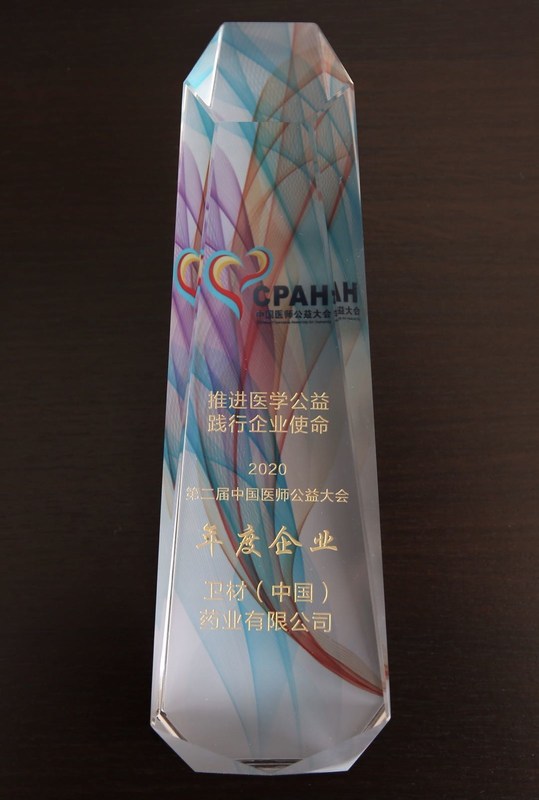 CPAH
中国医师公益大会
推进医学公益
践行企业使命
2020
第二届中国医师公益大会
年度企业
卫材（中国）
药业有限公司